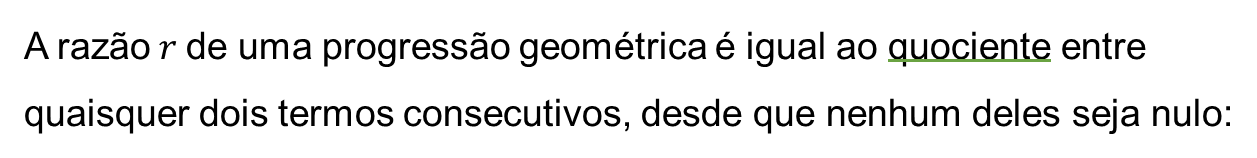 A razão r de uma progressão geométrica é igual ao quociente entre
quaisquer dois termos consecutivos, desde que nenhum deles seja nulo: